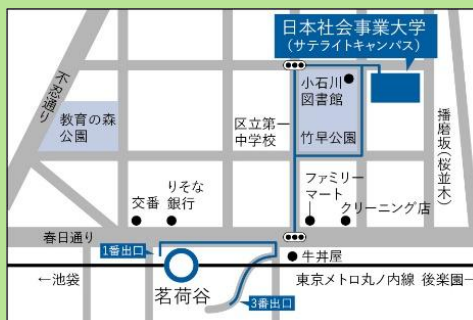 日本社会事業大学
(サテライトキャンパス)
不忍通り
小石川
図書館
教育の森
公園
区立第一
中学校
竹早公園
播磨坂(桜並木)
りそな
銀行
交番
ファミリー
マート
クリーニング店
春日通り
1番出口
牛丼屋
←池袋
茗荷谷
3番出口
東京メトロ丸ノ内線 後楽園→